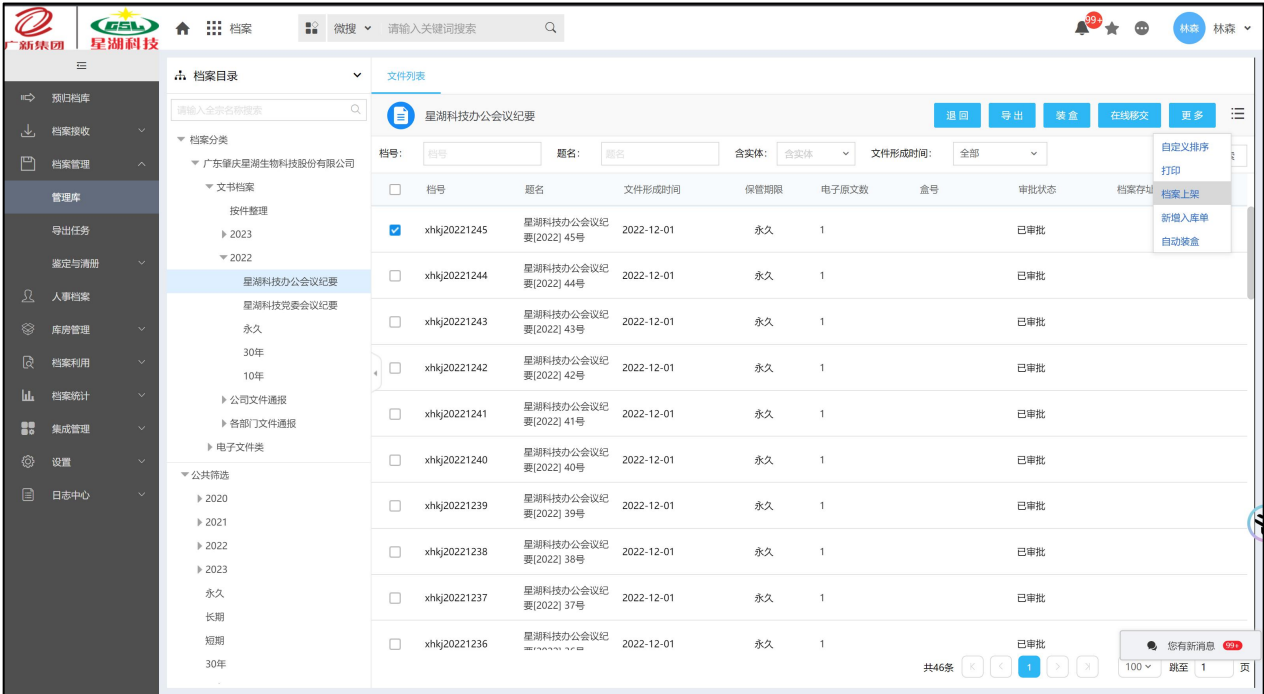 广新集团
GSL
星湖科技
档案
微搜
请输入关键词搜索
99+
林森
林森
预归档库
档案接收
档案管理
管理库
导出任务
鉴定与清册
人事档案
库房管理
档案利用
档案统计
集成管理
设置
日志中心
档案目录
请输入全宗名称搜索
档案分类
广东肇庆星湖生物科技股份有限公司
文书档案
按件整理
2023
2022
星湖科技办公会议纪要
星湖科技党委会议纪要
永久
30年
10年
公司文件通报
各部门文件通报
电子文件类
公共筛选
2020
2021
2022
2023
永久
长期
短期
30年
文件列表
星湖科技办公会议纪要
退回 导出 装盒 在线移交 更多
自定义排序
打印
档案上架
新增入库单
自动装盒
档号: 档号 题名: 题名 含实体: 含实体 文件形成时间: 全部
档号 题名 文件形成时间 保管期限 电子原文数 盒号 审批状态 档案存址
xhkj20221245 星湖科技办公会议纪要[2022] 45号 2022-12-01 永久 1 已审批
xhkj20221244 星湖科技办公会议纪要[2022] 44号 2022-12-01 永久 1 已审批
xhkj20221243 星湖科技办公会议纪要[2022] 43号 2022-12-01 永久 1 已审批
xhkj20221242 星湖科技办公会议纪要[2022] 42号 2022-12-01 永久 1 已审批
xhkj20221241 星湖科技办公会议纪要[2022] 41号 2022-12-01 永久 1 已审批
xhkj20221240 星湖科技办公会议纪要[2022] 40号 2022-12-01 永久 1 已审批
xhkj20221239 星湖科技办公会议纪要[2022] 39号 2022-12-01 永久 1 已审批
xhkj20221238 星湖科技办公会议纪要[2022] 38号 2022-12-01 永久 1 已审批
xhkj20221237 星湖科技办公会议纪要[2022] 37号 2022-12-01 永久 1 已审批
xhkj20221236 星湖科技办公会议纪 2022-12-01 永久 1 已审批
您有新消息 99+
共46条 1 100 跳至 1 页